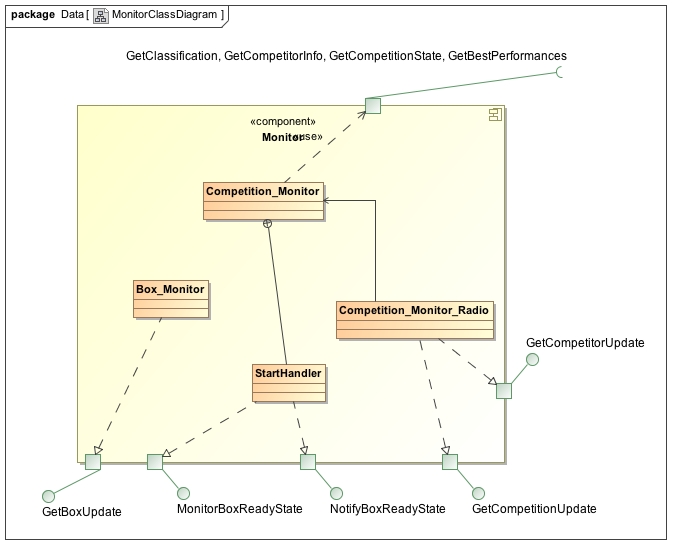 package Data[ MonitorClassDiagram ]
GetClassification, GetCompetitorInfo, GetCompetitionState, GetBestPerformances
«component»
Monitor «use»
Competition_Monitor
Box_Monitor
Competition_Monitor_Radio
GetCompetitorUpdate
StartHandler
GetBoxUpdate
MonitorBoxReadyState
NotifyBoxReadyState
GetCompetitionUpdate